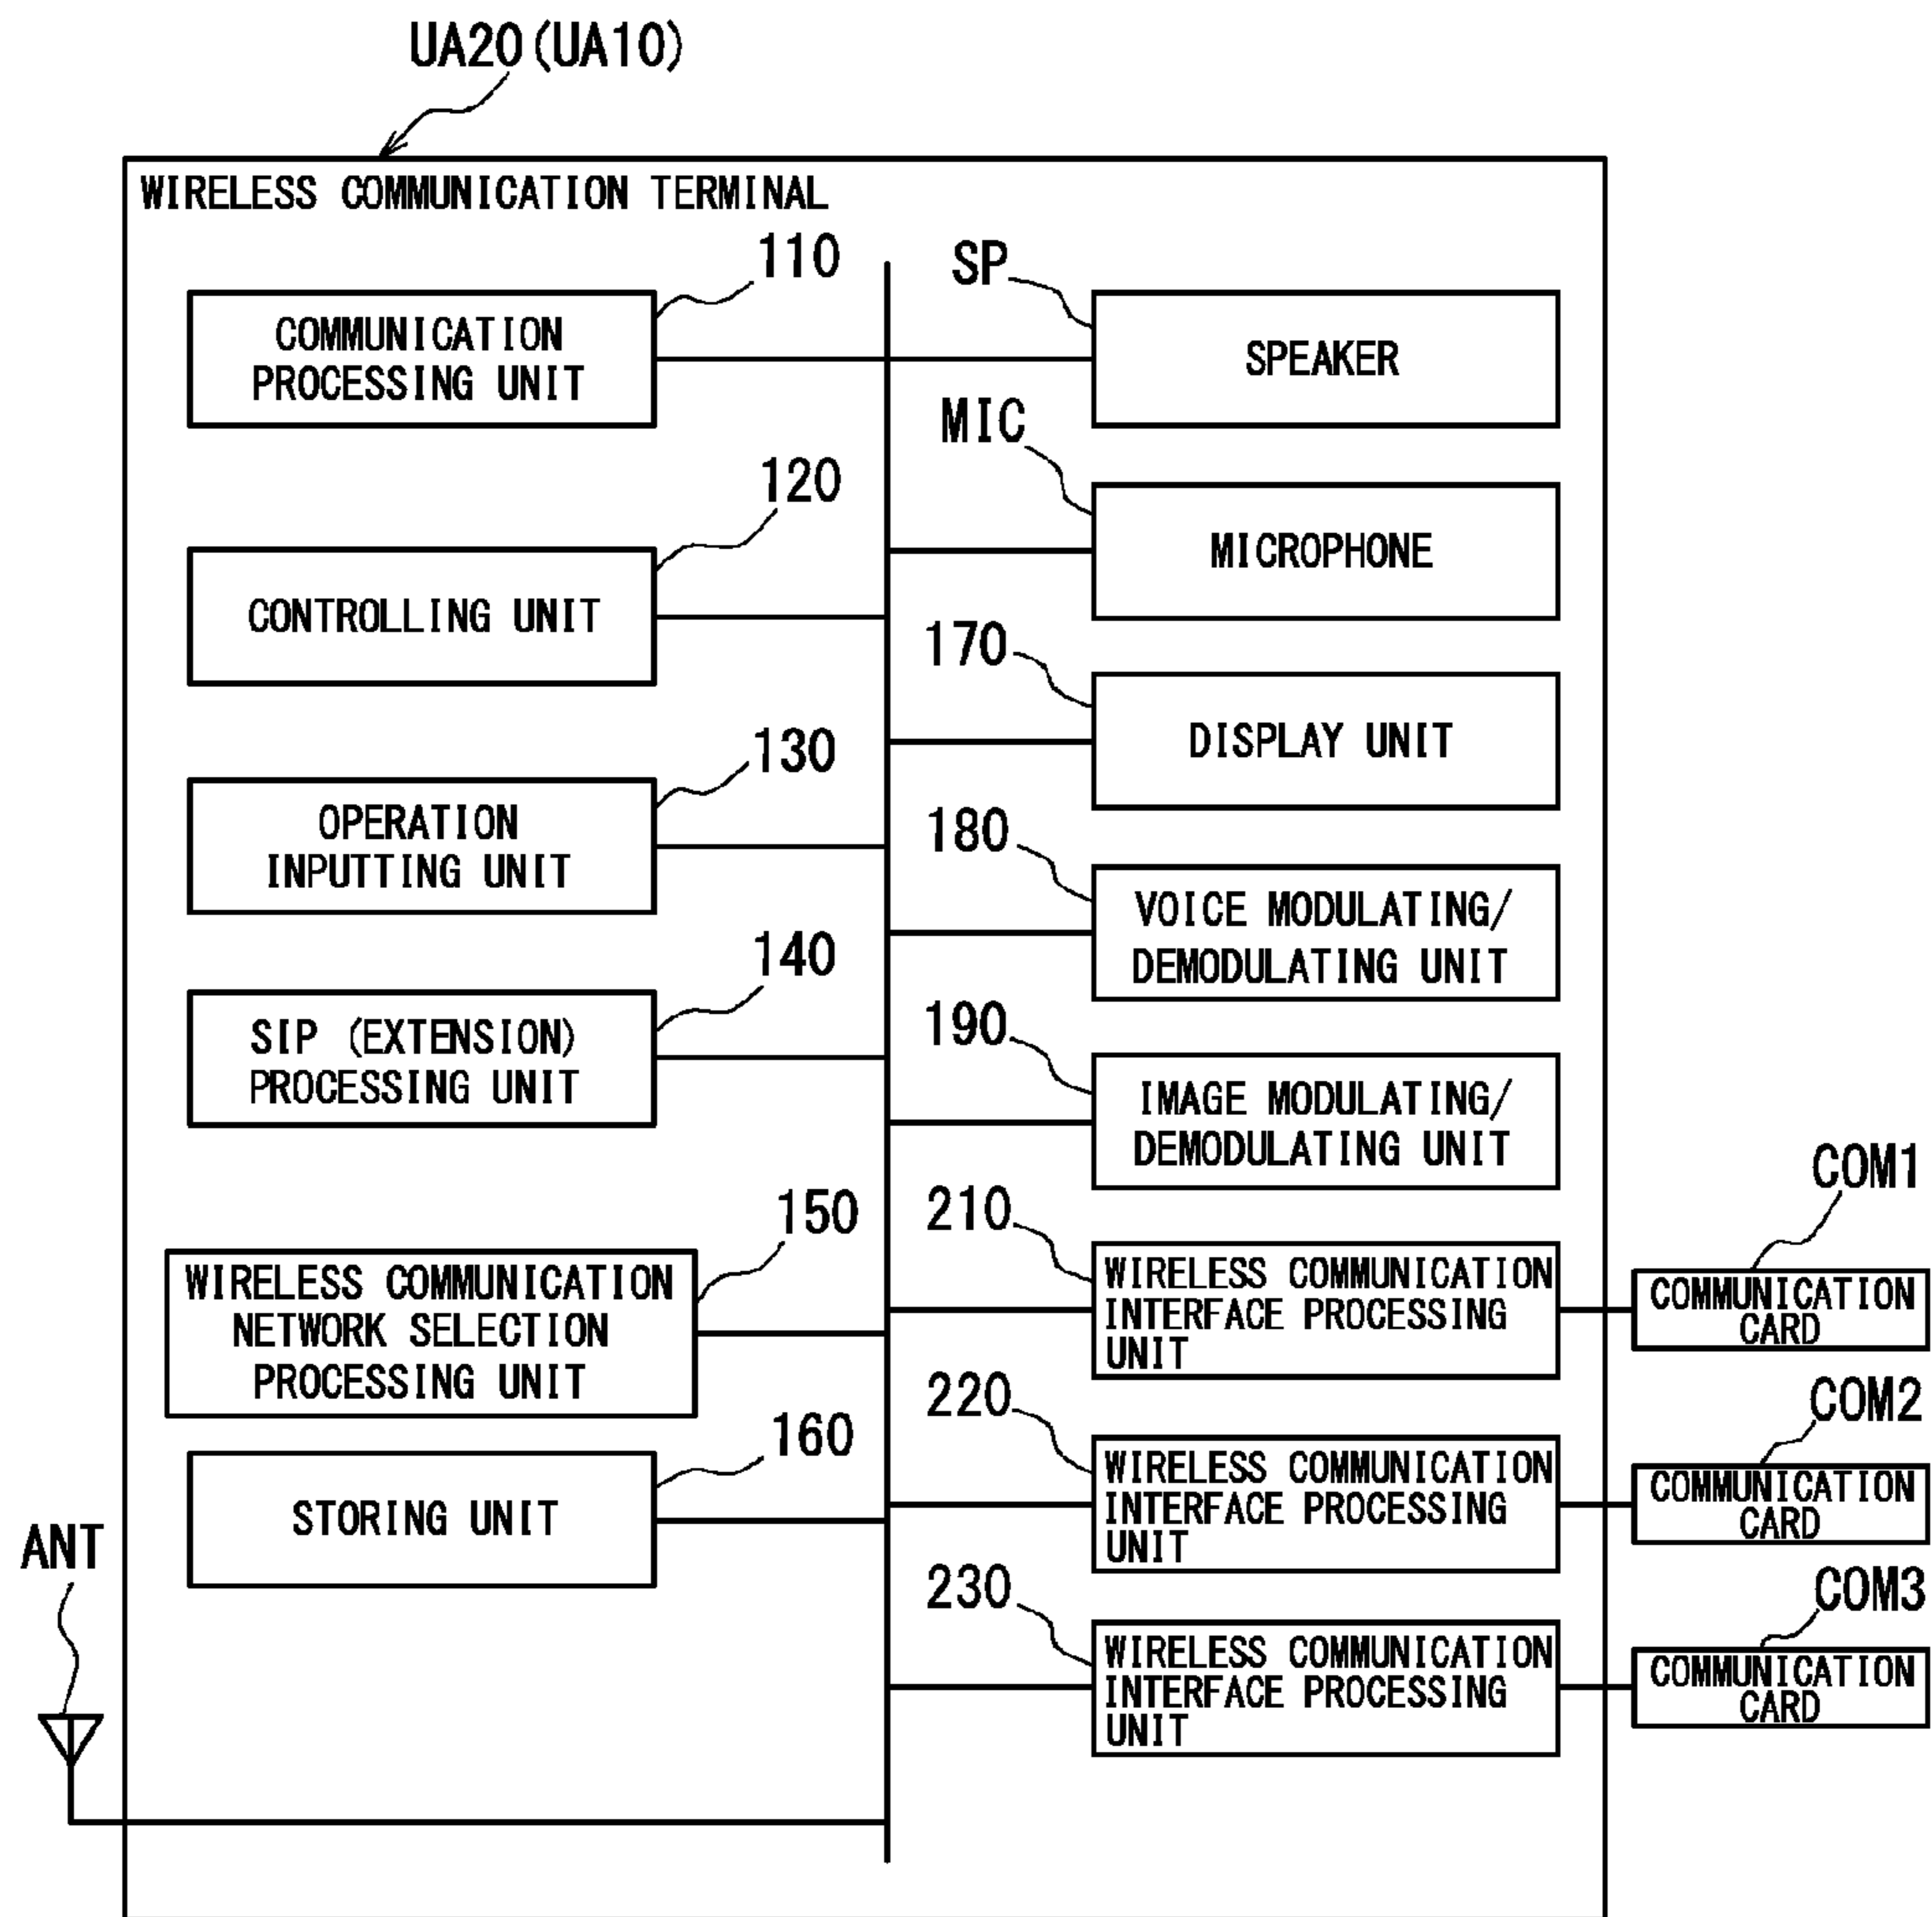 UA20(UA10)
WIRELESS COMMUNICATION TERMINAL
110
COMMUNICATION
PROCESSING UNIT
120
CONTROLLING UNIT
130
OPERATION
INPUTTING UNIT
140
SIP (EXTENSION)
PROCESSING UNIT
150
WIRELESS COMMUNICATION
NETWORK SELECTION
PROCESSING UNIT
160
STORING UNIT
ANT
SP
SPEAKER
MIC
MICROPHONE
170
DISPLAY UNIT
180
VOICE MODULATING/
DEMODULATING UNIT
190
IMAGE MODULATING/
DEMODULATING UNIT
210
WIRELESS COMMUNICATION
INTERFACE PROCESSING
UNIT
COM1
COMMUNICATION
CARD
220
WIRELESS COMMUNICATION
INTERFACE PROCESSING
UNIT
COM2
COMMUNICATION
CARD
230
WIRELESS COMMUNICATION
INTERFACE PROCESSING
UNIT
COM3
COMMUNICATION
CARD